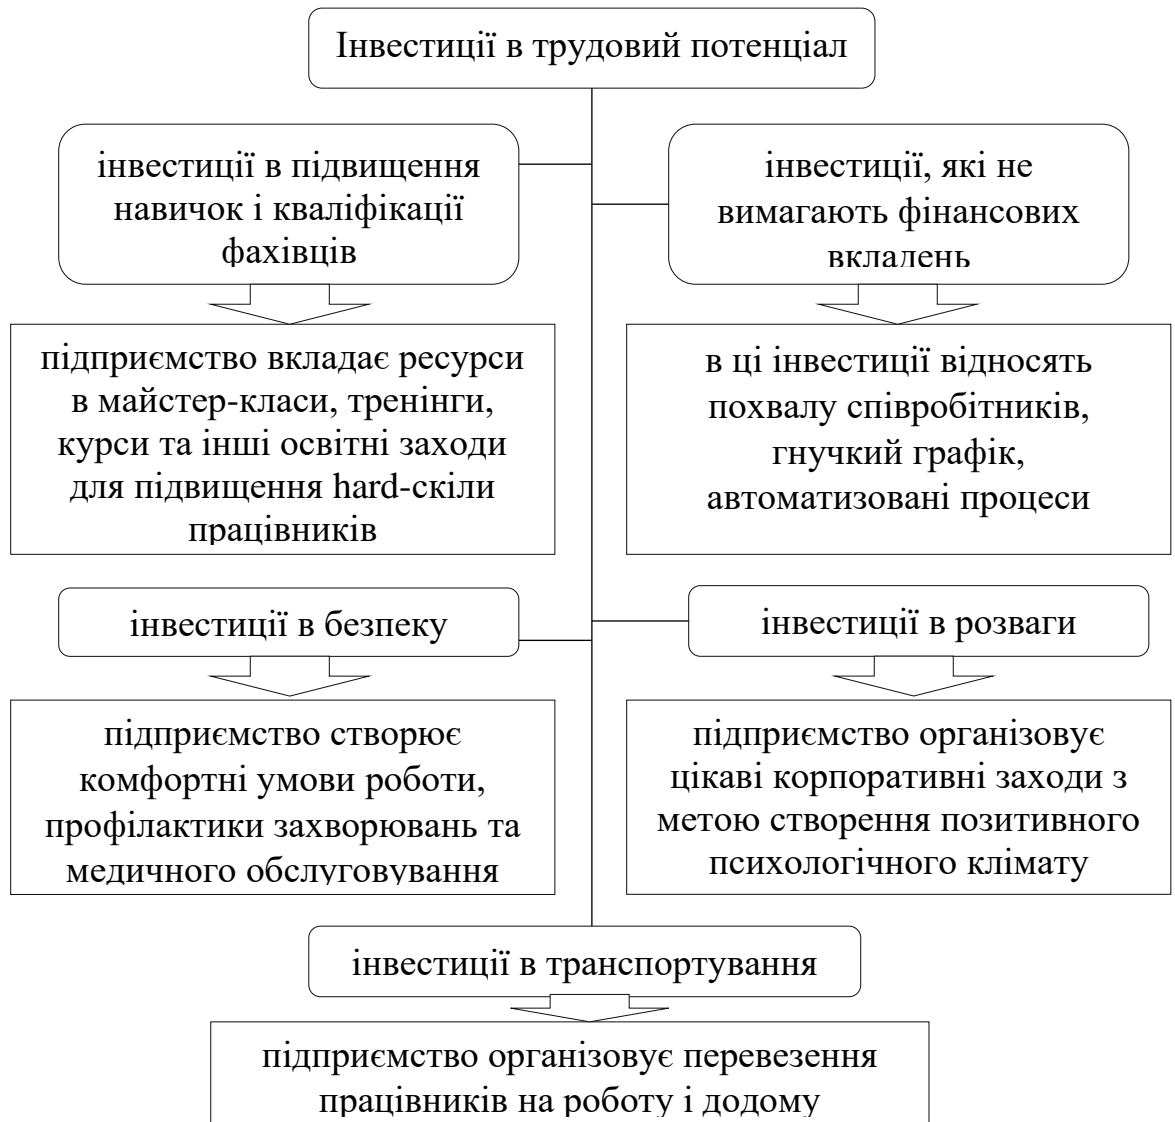 Інвестиції в трудовий потенціал
інвестиції в підвищення
навичок і кваліфікації
фахівців
інвестиції, які не
вимагають фінансових
вкладень
підприємство вкладає ресурси
в майстер-класи, тренінги,
курси та інші освітні заходи
для підвищення hard-скіли
працівників
в ці інвестиції відносять
похвалу співробітників,
гнучкий графік,
автоматизовані процеси
інвестиції в безпеку
інвестиції в розваги
підприємство створює
комфортні умови роботи,
профілактики захворювань та
медичного обслуговування
підприємство організовує
цікаві корпоративні заходи з
метою створення позитивного
психологічного клімату
інвестиції в транспортування
підприємство організовує перевезення
працівників на роботу і додому